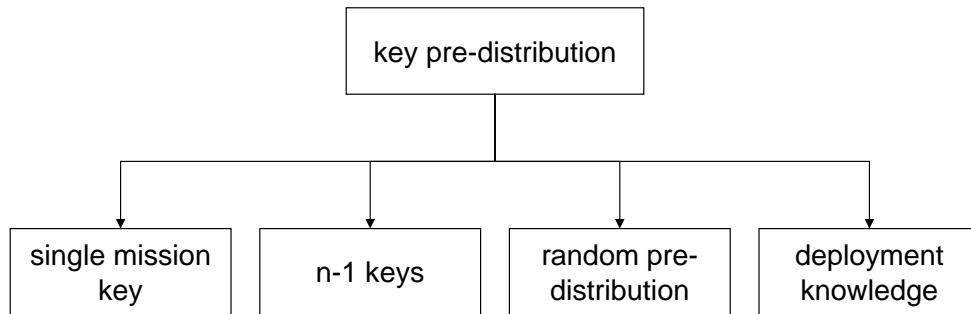 key pre-distribution
single mission
key
n-1 keys
random pre-
distribution
deployment
knowledge